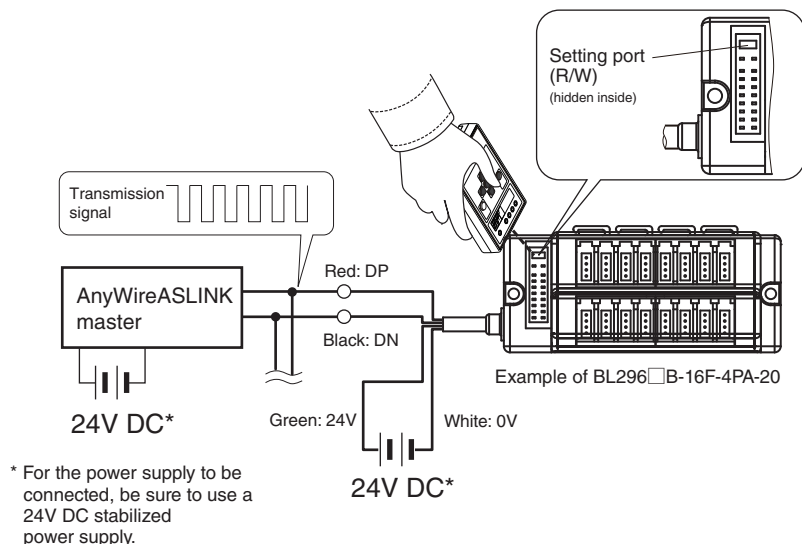 Setting port
(R/W)
(hidden inside)
Transmission
signal
Red: DP
AnyWireASLINK
master
Black: DN
Example of BL296□B-16F-4PA-20
24V DC*
Green: 24V
White: 0V
24V DC*
* For the power supply to be
connected, be sure to use a
24V DC stabilized
power supply.